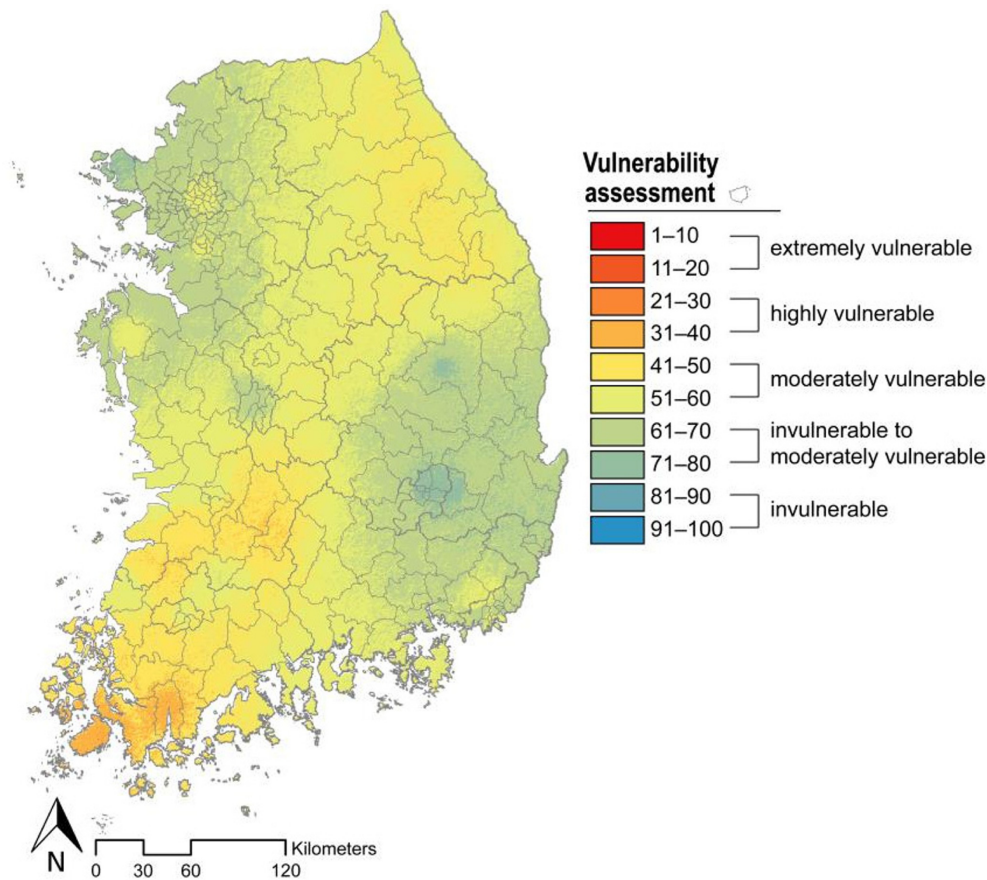 Vulnerability
assessment
1–10
11–20
extremely vulnerable
21–30
31–40
highly vulnerable
41–50
51–60
moderately vulnerable
61–70
71–80
invulnerable to
moderately vulnerable
81–90
91–100
invulnerable
N
Kilometers
0 30 60 120